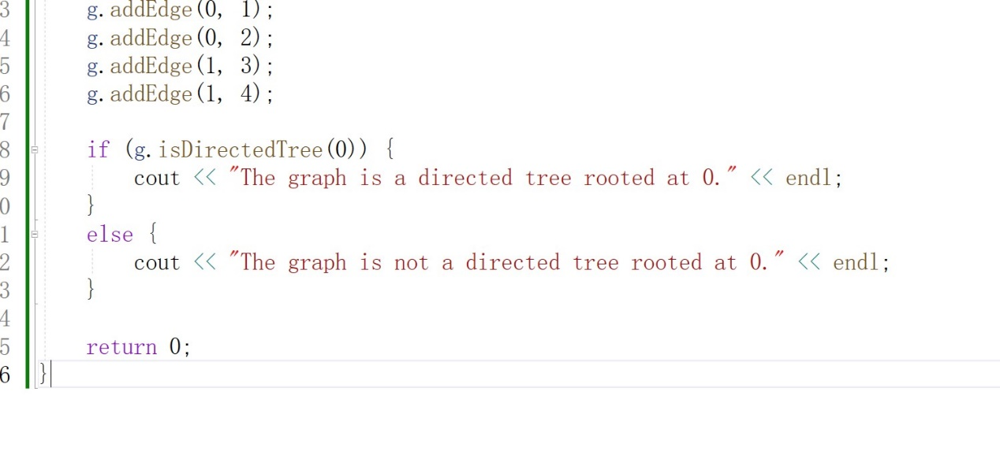 3 g.addEdge(0, 1);
4 g.addEdge(0, 2);
5 g.addEdge(1, 3);
6 g.addEdge(1, 4);
7
8 if (g.isDirectedTree(0)) {
9 cout << "The graph is a directed tree rooted at 0." << endl;
0 }
1 else {
2 cout << "The graph is not a directed tree rooted at 0." << endl;
3 }
4
5 return 0;
6 }